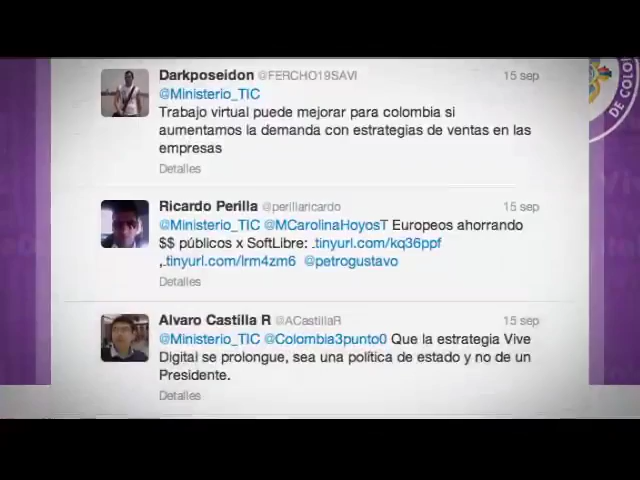 Darkposeidon @FERCHO19SAVI 15 sep
@Ministerio_TIC
Trabajo virtual puede mejorar para colombia si
aumentamos la demanda con estrategias de ventas en las
empresas
Detalles
Ricardo Perilla @perillaricardo 15 sep
@Ministerio_TIC @MCarolinaHoyosT Europeos ahorrando
$$ públicos x SoftLibre: .tinyurl.com/kq36ppf
,.tinyurl.com/lrm4zm6 @petrogustavo
Detalles
Alvaro Castilla R @ACastillaR 15 sep
@Ministerio_TIC @Colombia3punto0 Que la estrategia Vive
Digital se prolongue, sea una política de estado y no de un
Presidente.
Detalles
DE COLO